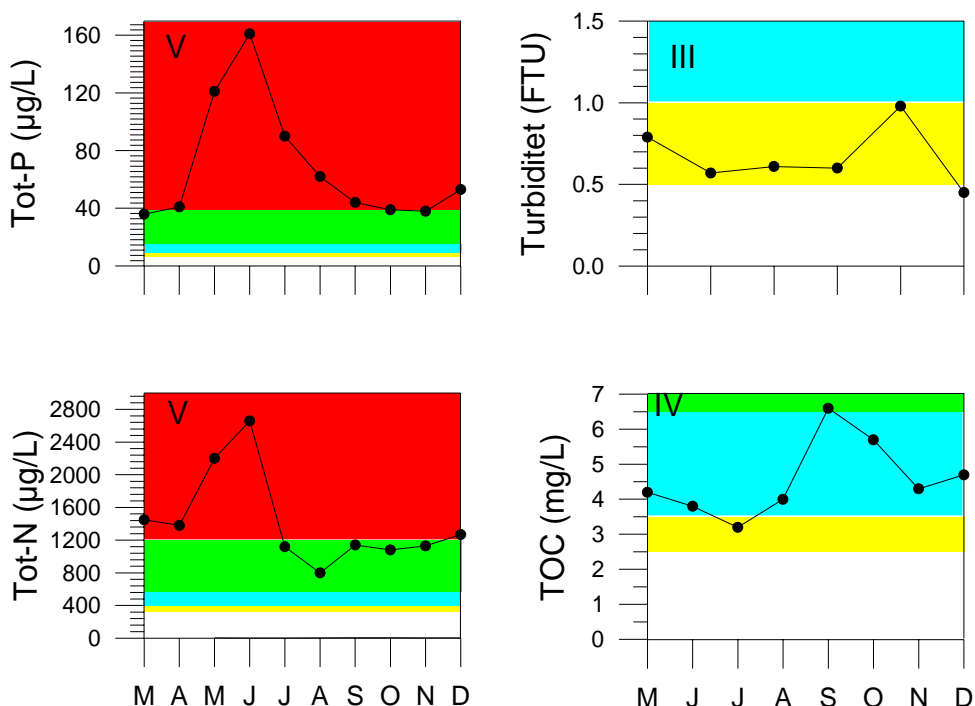 Tot-P (µg/L)
160
120
80
40
0
V
Turbiditet (FTU)
1.5
1.0
0.5
0.0
III
Tot-N (µg/L)
2800
2400
2000
1600
1200
800
400
0
V
M A M J J A S O N D
TOC (mg/L)
7
6
5
4
3
2
1
0
IV
M J J A S O N D